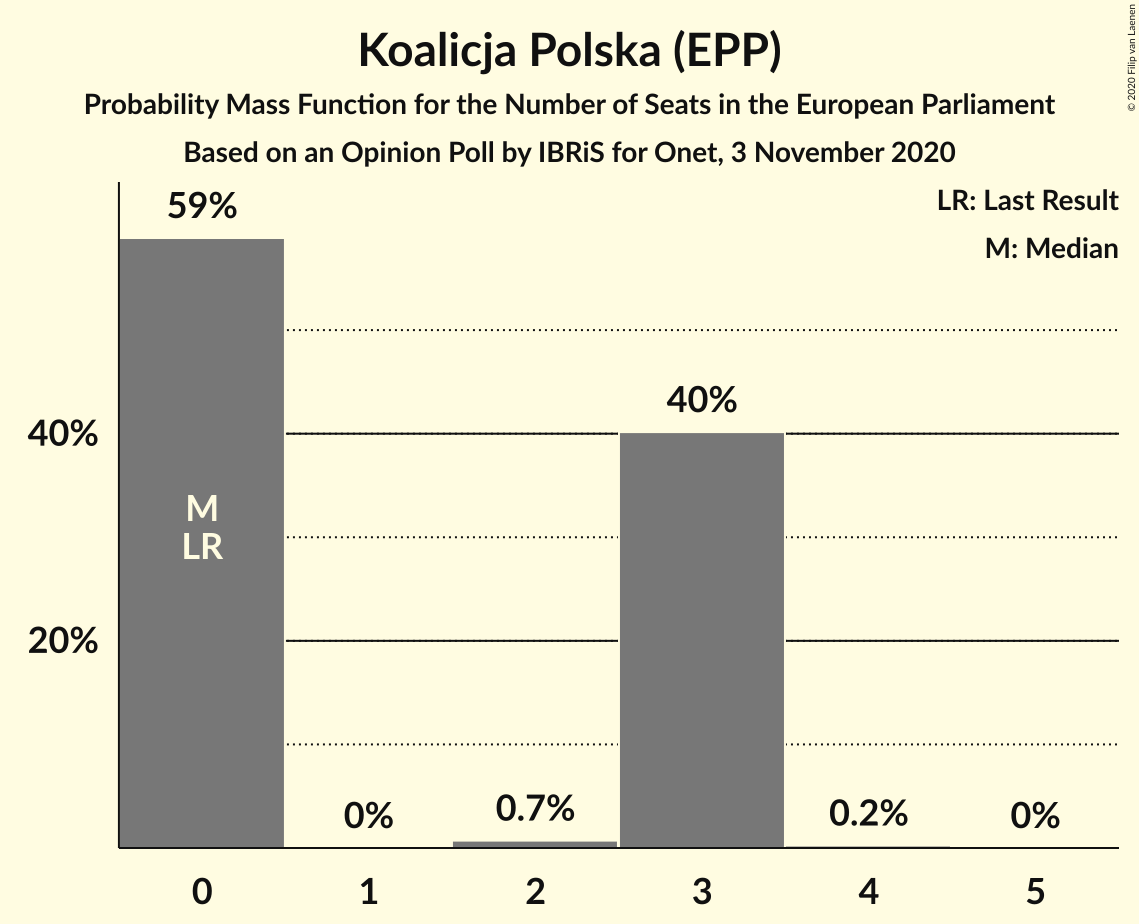 Koalicja Polska (EPP)
Probability Mass Function for the Number of Seats in the European Parliament
Based on an Opinion Poll by IBRiS for Onet, 3 November 2020
© 2020 Filip van Laenen
LR: Last Result
M: Median
59%
40%
40%
M
LR
20%
0%
0.7%
0.2%
0%
0
1
2
3
4
5